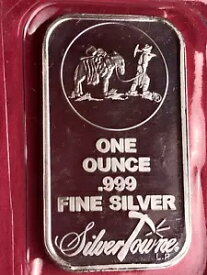 ®
ONE
OUNCE
.999
FINE SILVER
SilverTowne
L.P.